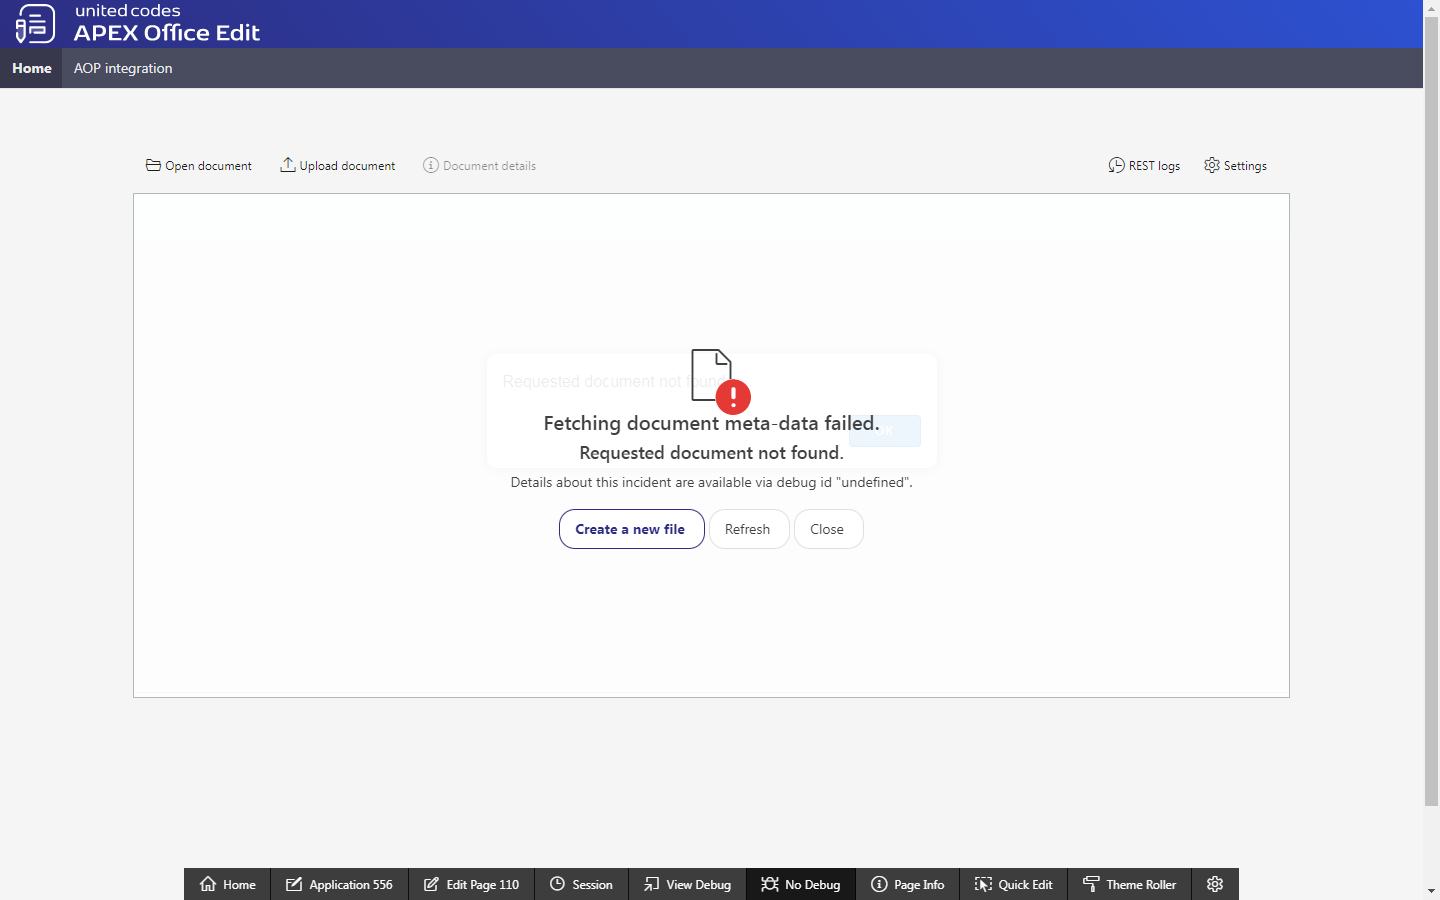 united codes
APEX Office Edit
Home
AOP integration
Open document
Upload document
Document details
REST logs
Settings
Requested document not found
Fetching document meta-data failed.
Requested document not found.
Details about this incident are available via debug id "undefined".
Create a new file
Refresh
Close
Home
Application 556
Edit Page 110
Session
View Debug
No Debug
Page Info
Quick Edit
Theme Roller